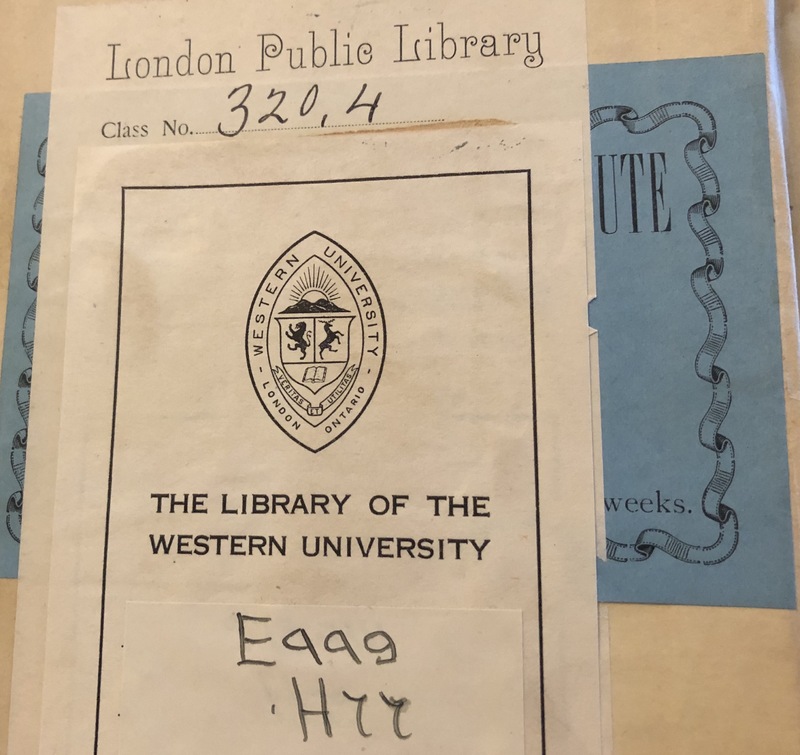 London Public Library
Class No. 320.4
UTE
WESTERN UNIVERSITY
- LONDON ONTARIO -
VERITAS ET UTILITAS
THE LIBRARY OF THE
WESTERN UNIVERSITY
weeks.
E999
.H77